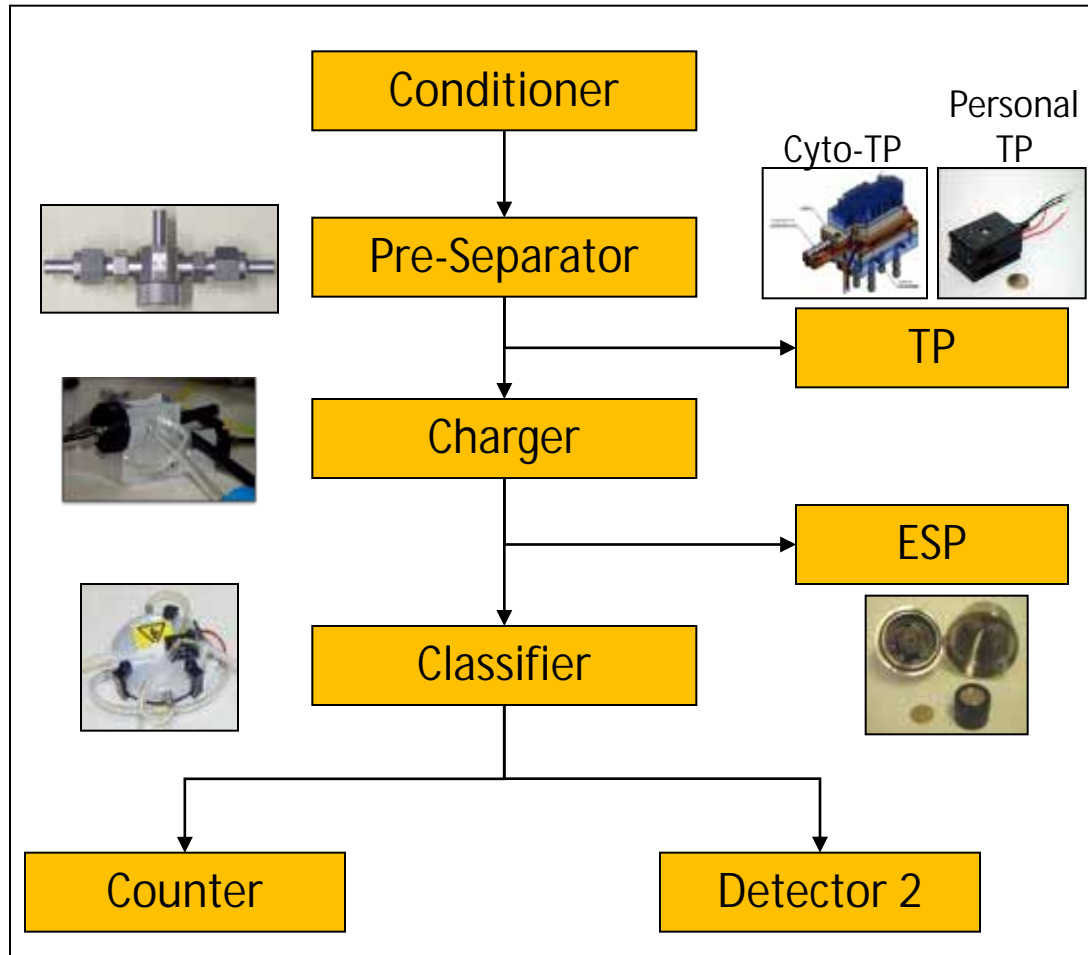 Conditioner
Personal
TP
Cyto-TP
Pre-Separator
TP
Charger
ESP
Classifier
Counter
Detector 2